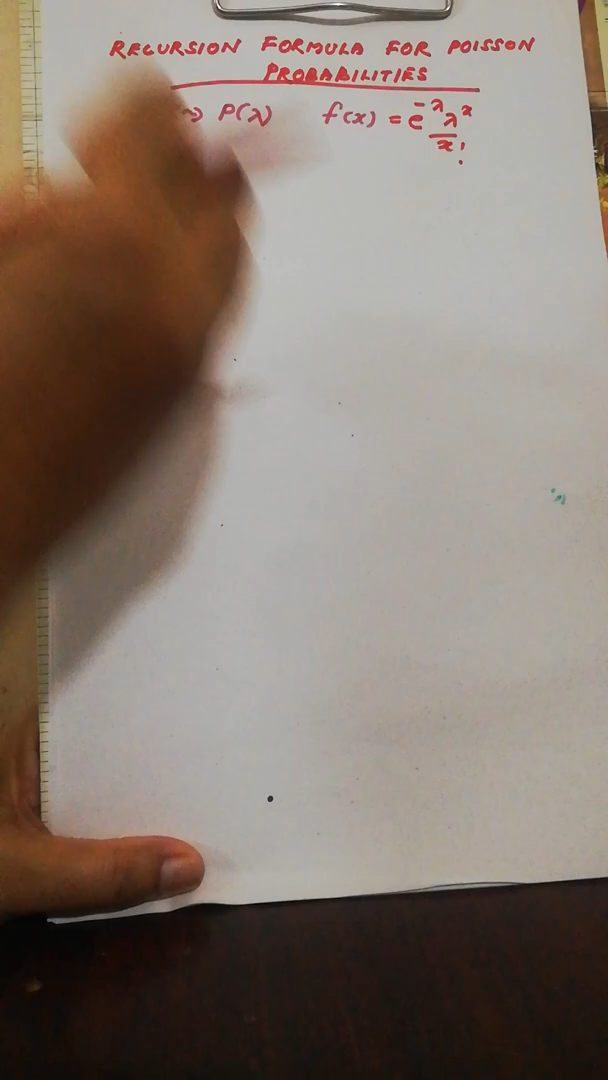 RECURSION FORMULA FOR POISSON
PROBABILITIES
~> P(λ) f(x) = e^-λ λ^x / x!